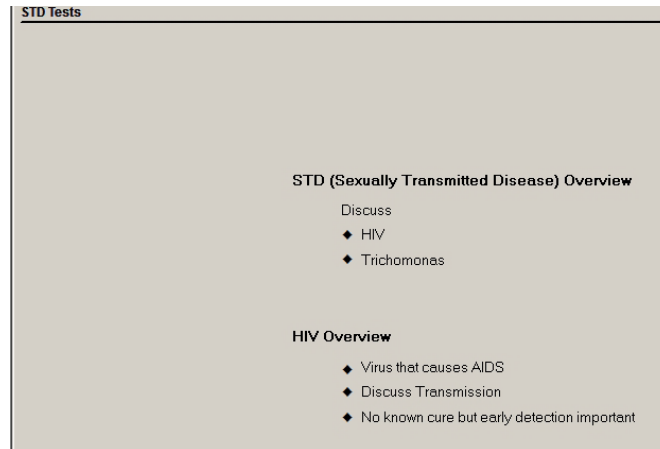 STD Tests
STD (Sexually Transmitted Disease) Overview
Discuss
◆ HIV
◆ Trichomonas
HIV Overview
◆ Virus that causes AIDS
◆ Discuss Transmission
◆ No known cure but early detection important